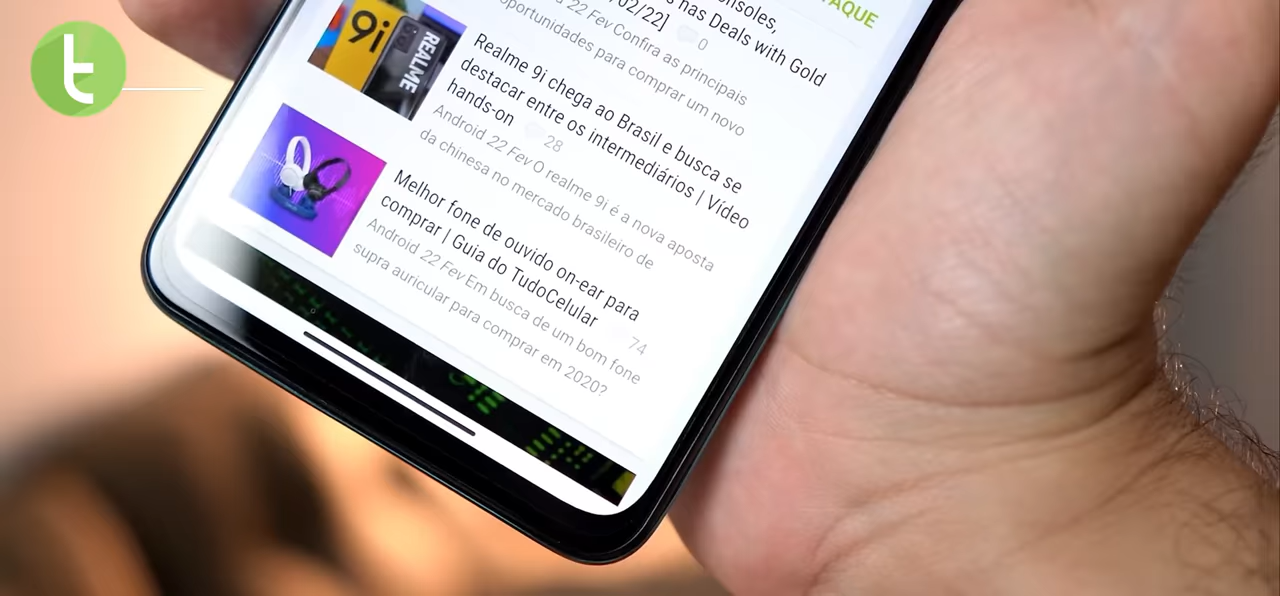 t
onsoles,
s nas Deals with Gold
02/22]
0
22 Fev Confira as principais
oportunidades para comprar um novo
AQUE
9i
REALME
Realme 9i chega ao Brasil e busca se
destacar entre os intermediários | Vídeo
hands-on
28
Android 22 Fev O realme 9i é a nova aposta
da chinesa no mercado brasileiro de
Melhor fone de ouvido on-ear para
comprar | Guia do TudoCelular
74
Android 22 Fev Em busca de um bom fone
supra auricular para comprar em 2020?